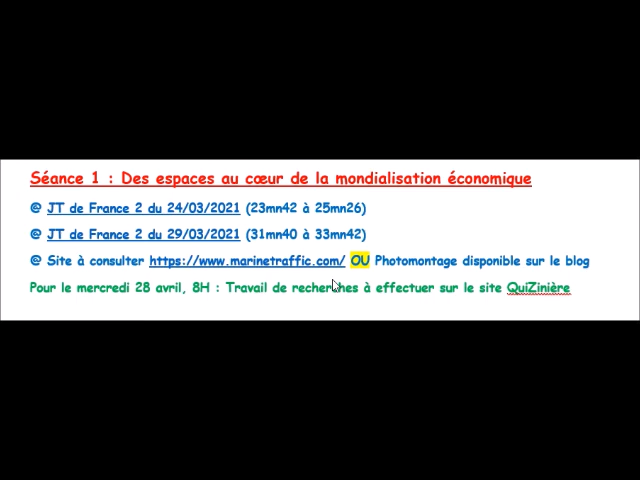 Séance 1 : Des espaces au cœur de la mondialisation économique
@ JT de France 2 du 24/03/2021 (23mn42 à 25mn26)
@ JT de France 2 du 29/03/2021 (31mn40 à 33mn42)
@ Site à consulter https://www.marinetraffic.com/ OU Photomontage disponible sur le blog
Pour le mercredi 28 avril, 8H : Travail de recherches à effectuer sur le site QuiZinière